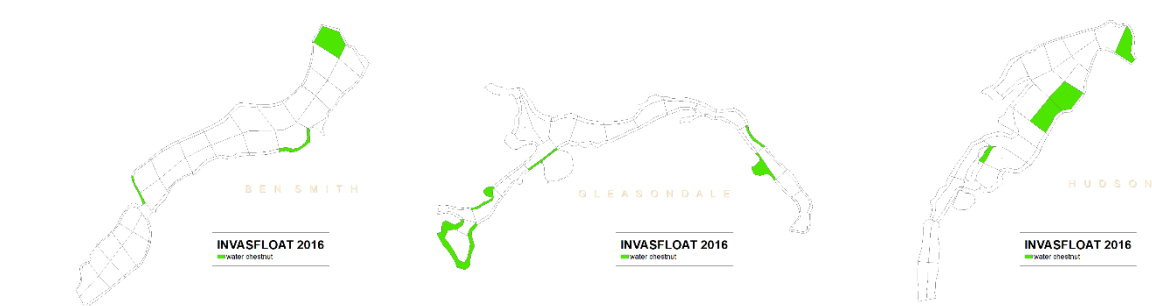 BEN SMITH
INVASFLOAT 2016
water chestnut
GLEASONDALE
INVASFLOAT 2016
water chestnut
HUDSON
INVASFLOAT 2016
water chestnut